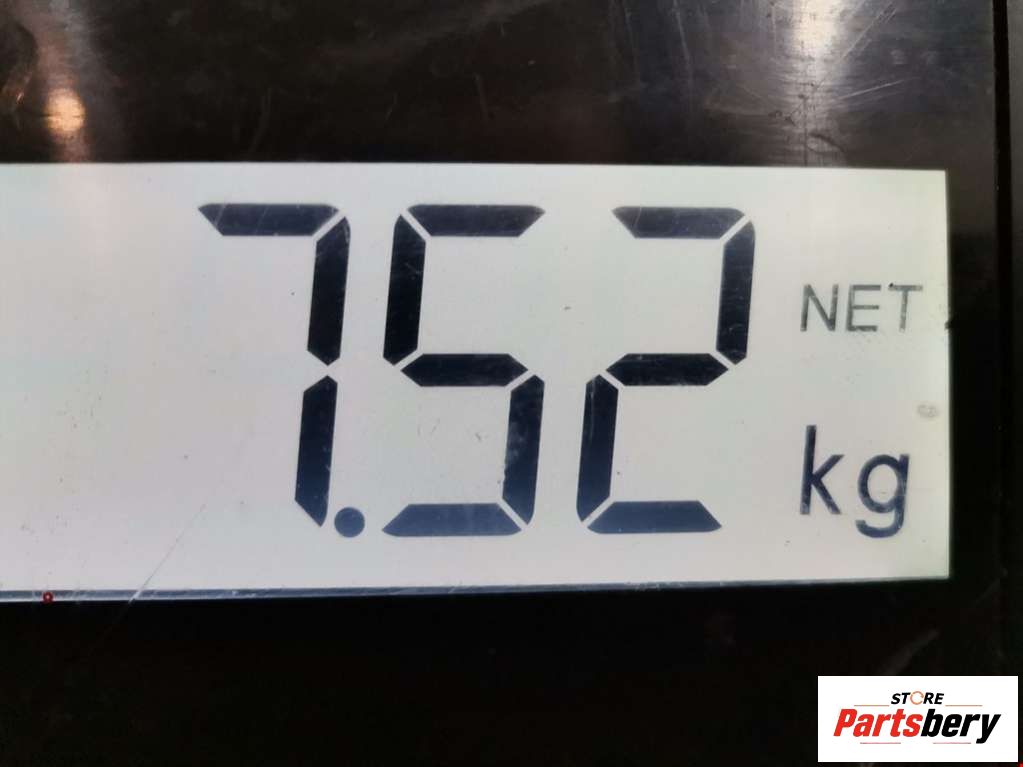 7.52
NET
kg
STORE
Partsbery